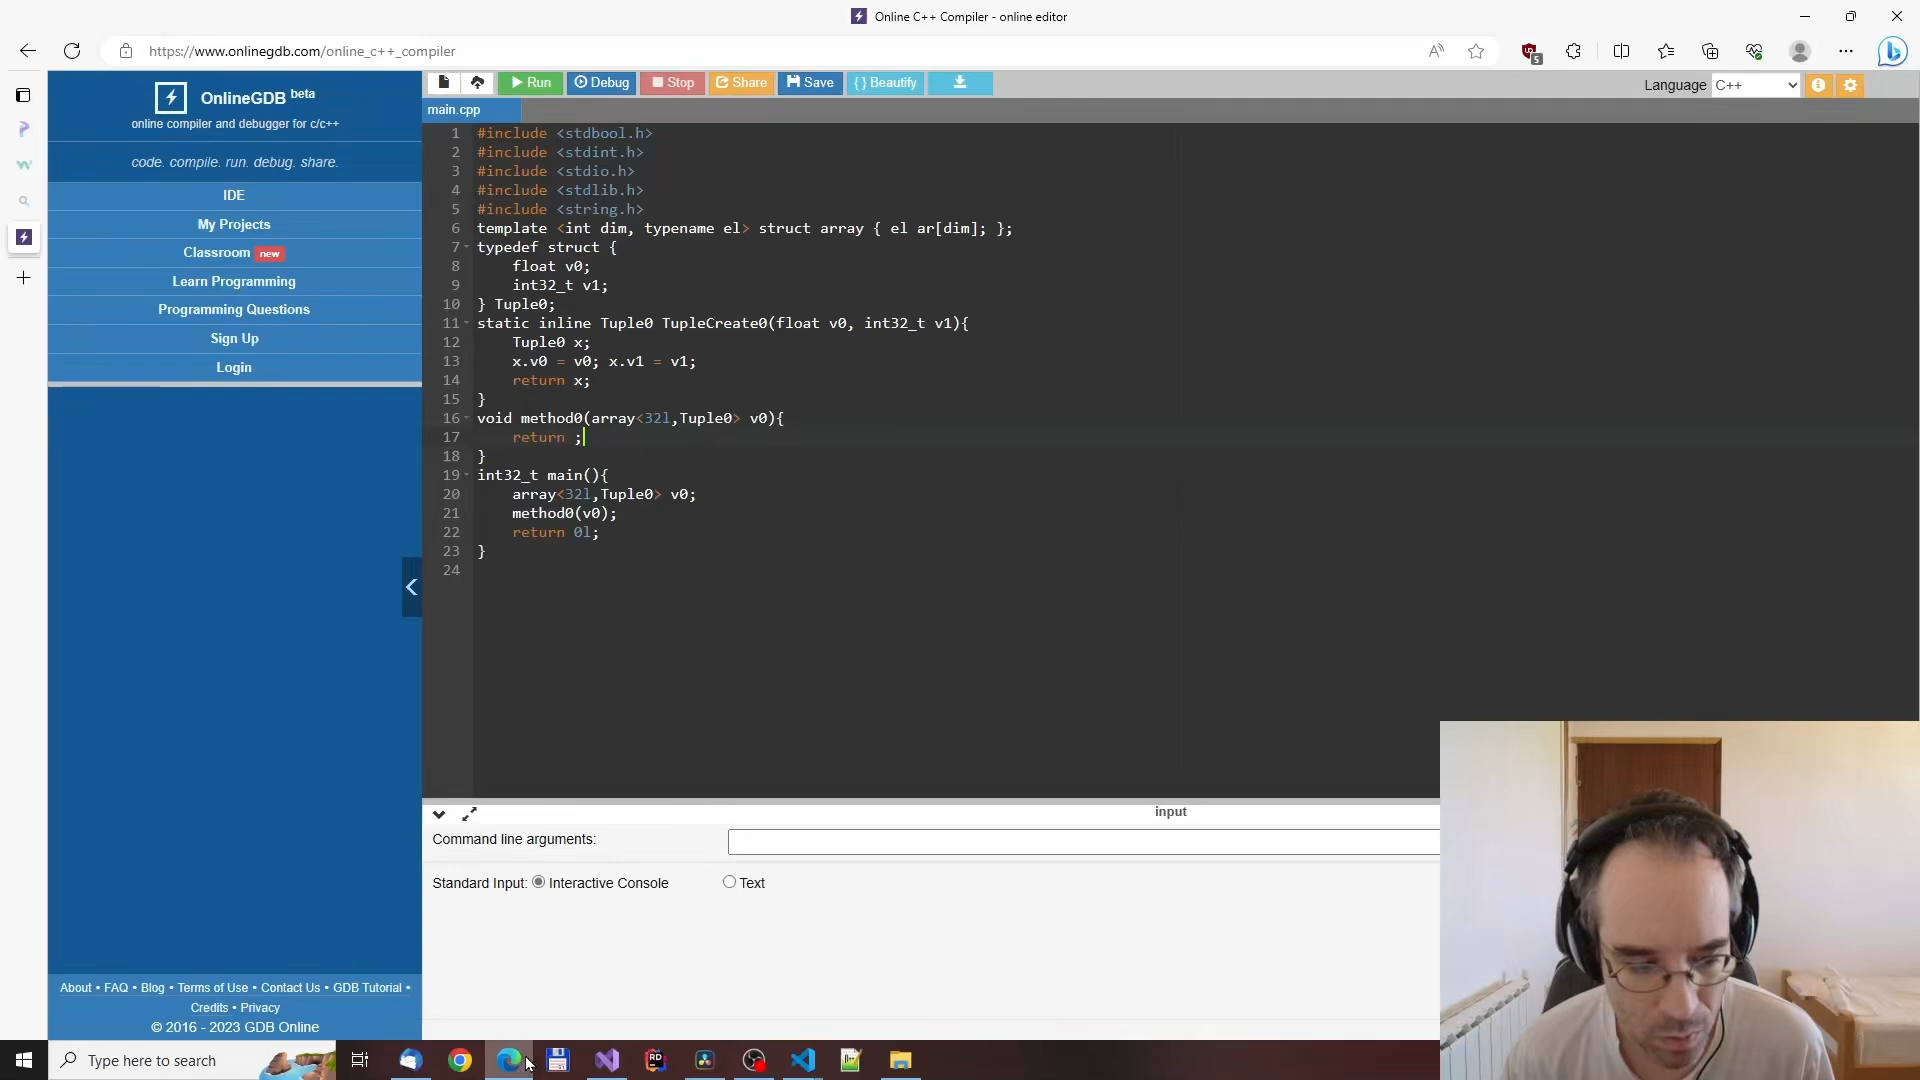 Online C++ Compiler - online editor
https://www.onlinegdb.com/online_c++_compiler
5
OnlineGDB beta
online compiler and debugger for c/c++
code. compile. run. debug. share.
IDE
My Projects
Classroom new
Learn Programming
Programming Questions
Sign Up
Login
About • FAQ • Blog • Terms of Use • Contact Us • GDB Tutorial •
Credits • Privacy
© 2016 - 2023 GDB Online
Run Debug Stop Share Save { } Beautify
Language C++
main.cpp
1 #include <stdbool.h>
2 #include <stdint.h>
3 #include <stdio.h>
4 #include <stdlib.h>
5 #include <string.h>
6 template <int dim, typename el> struct array { el ar[dim]; };
7 typedef struct {
8 float v0;
9 int32_t v1;
10 } Tuple0;
11 static inline Tuple0 TupleCreate0(float v0, int32_t v1){
12 Tuple0 x;
13 x.v0 = v0; x.v1 = v1;
14 return x;
15 }
16 void method0(array<32l,Tuple0> v0){
17 return ;
18 }
19 int32_t main(){
20 array<32l,Tuple0> v0;
21 method0(v0);
22 return 0l;
23 }
24
input
Command line arguments:
Standard Input: Interactive Console Text
Type here to search
RD